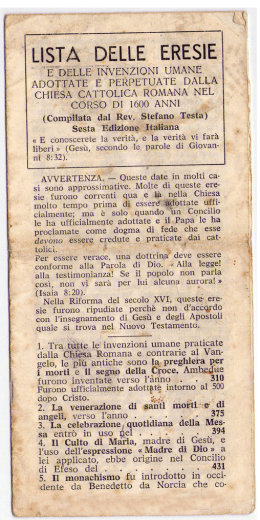 LISTA DELLE ERESIE
E DELLE INVENZIONI UMANE
ADOTTATE E PERPETUATE DALLA
CHIESA CATTOLICA ROMANA NEL
CORSO DI 1600 ANNI
(Compilata dal Rev. Stefano Testa)
Sesta Edizione Italiana
« E conoscerete la verità, e la verità vi farà
liberi » (Gesù, secondo le parole di Giovan-
ni 8:32).
AVVERTENZA. — Queste date in molti ca-
si sono approssimative. Molte di queste ere-
sie furono correnti qua e là nella Chiesa
molto tempo prima di essere adottate uffi-
cialmente; ma è solo quando un Concilio
le ha ufficialmente adottate e il Papa le ha
proclamate come dogma di fede che esse
devono essere credute e praticate dai cat-
tolici.
Per essere verace, una dottrina deve essere
conforme alla Parola di Dio. «Alla legge!
alla testimonianza! Se il popolo non parla
così, non vi sarà per lui alcuna aurora! »
(Isaia 8:20).
Nella Riforma del secolo XVI, queste ere-
sie furono ripudiate perchè non d'accordo
con l'insegnamento di Gesù e degli Apostoli
quale si trova nel Nuovo Testamento.
1. Tra tutte le invenzioni umane praticate
dalla Chiesa Romana e contrarie al Van-
gelo, le più antiche sono la preghiera per
i morti e il segno della Croce. Ambedue
furono inventate verso l'anno . 310
Furono ufficialmente adottate intorno al 500
dopo Cristo.
2. La venerazione di santi morti e di
angeli, verso l'anno . . . . 375
3. La celebrazione quotidiana della Mes-
sa entrò in uso nel . . . 394
4. Il Culto di Maria, madre di Gesù, e
l'uso dell'espressione «Madre di Dio» a
lei applicato, ebbe origine nel Concilio
di Efeso del . . . . . . 431
5. Il monachismo fu introdotto in occi-
dente da Benedetto da Norcia che co-